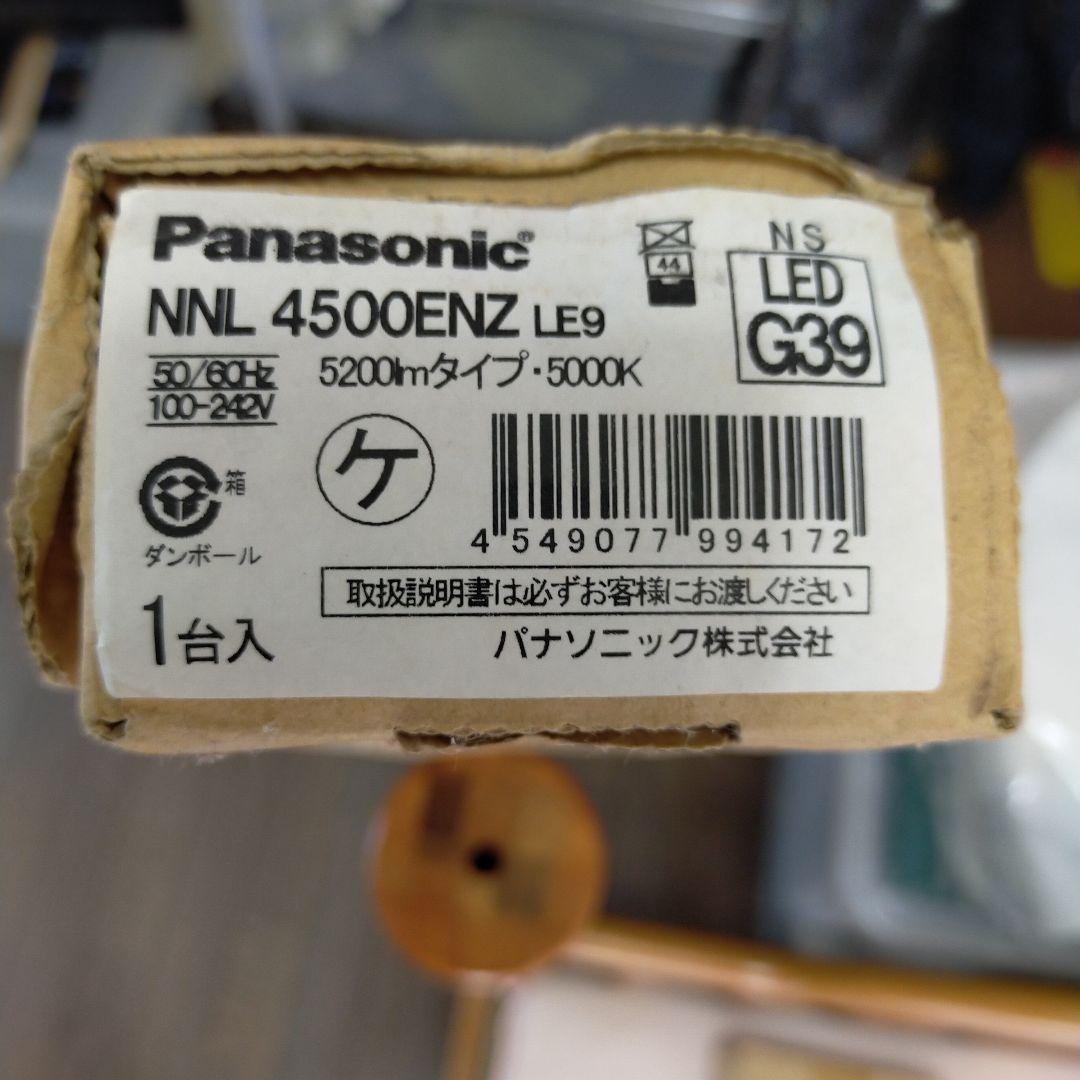 Panasonic®
NNL 4500ENZ LE9
50/60Hz
100-242V
5200lmタイプ・5000K
44
NS
LED
G39
ケ
箱
ダンボール
4 549077 994172
取扱説明書は必ずお客様にお渡しください
1台入
パナソニック株式会社